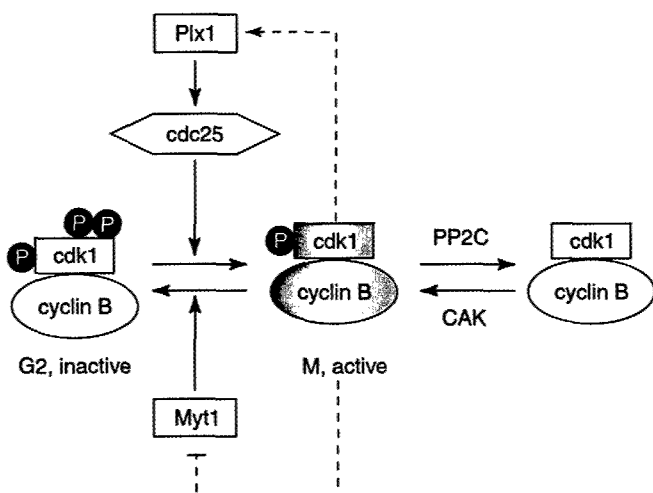 Plx1
cdc25
P P
P cdk1
cyclin B
G2, inactive
P cdk1
cyclin B
M, active
PP2C
CAK
cdk1
cyclin B
Myt1